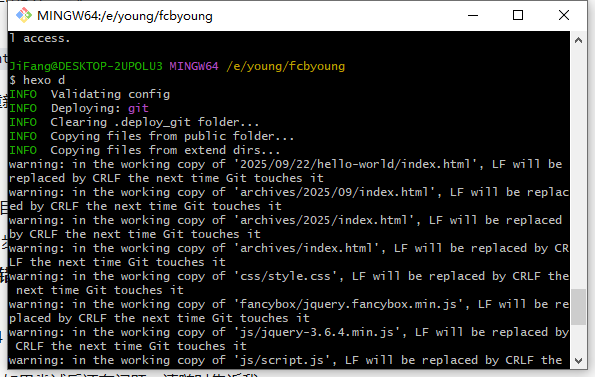 MINGW64:/e/young/fcbyoung
l access.
JiFang@DESKTOP-2UPOLU3 MINGW64 /e/young/fcbyoung
$ hexo d
INFO  Validating config
INFO  Deploying: git
INFO  Clearing .deploy_git folder...
INFO  Copying files from public folder...
INFO  Copying files from extend dirs...
warning: in the working copy of '2025/09/22/hello-world/index.html', LF will be
replaced by CRLF the next time Git touches it
warning: in the working copy of 'archives/2025/09/index.html', LF will be replac
ed by CRLF the next time Git touches it
warning: in the working copy of 'archives/2025/index.html', LF will be replaced
by CRLF the next time Git touches it
warning: in the working copy of 'archives/index.html', LF will be replaced by CR
LF the next time Git touches it
warning: in the working copy of 'css/style.css', LF will be replaced by CRLF the
 next time Git touches it
warning: in the working copy of 'fancybox/jquery.fancybox.min.js', LF will be re
placed by CRLF the next time Git touches it
warning: in the working copy of 'js/jquery-3.6.4.min.js', LF will be replaced by
 CRLF the next time Git touches it
warning: in the working copy of 'js/script.js', LF will be replaced by CRLF the